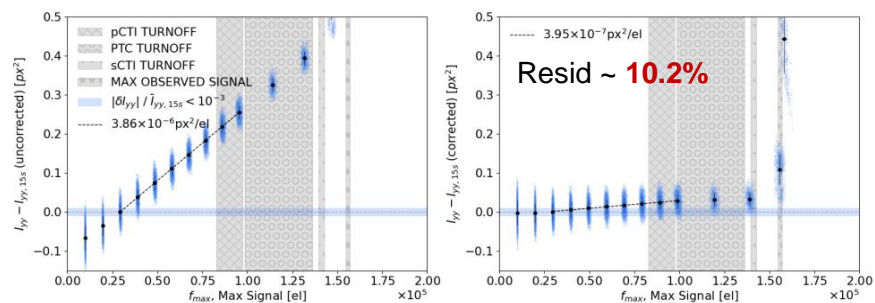 0.5
0.4
0.3
0.2
0.1
0.0
−0.1
I_yy − I_yy, 15s (uncorrected) [px²]
pCTI TURNOFF
PTC TURNOFF
sCTI TURNOFF
MAX OBSERVED SIGNAL
|δI_yy| / Ī_yy, 15s < 10⁻³
3.86×10⁻⁶px²/el
0.00 0.25 0.50 0.75 1.00 1.25 1.50 1.75 2.00
f_max, Max Signal [el]
×10⁵
0.5
0.4
0.3
0.2
0.1
0.0
−0.1
I_yy − I_yy, 15s (corrected) [px²]
3.95×10⁻⁷px²/el
Resid ~ 10.2%
0.00 0.25 0.50 0.75 1.00 1.25 1.50 1.75 2.00
f_max, Max Signal [el]
×10⁵